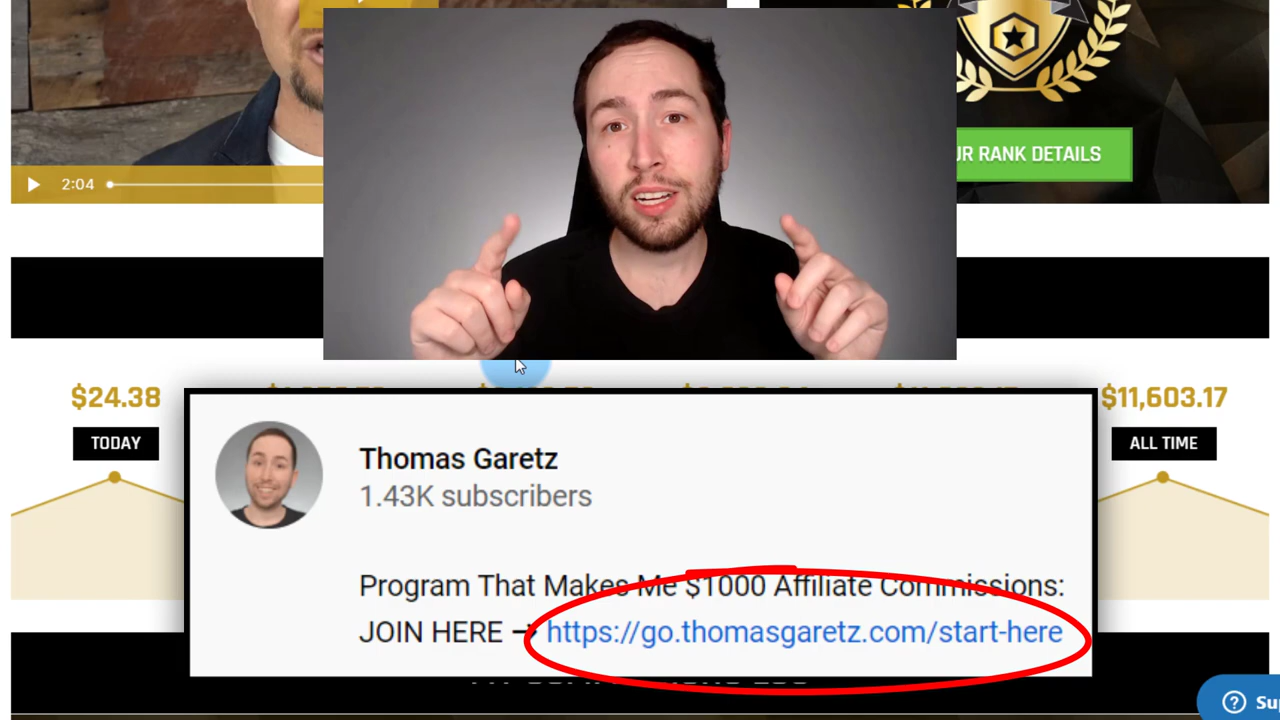 UR RANK DETAILS
2:04
$24.38
$11,603.17
TODAY
ALL TIME
Thomas Garetz
1.43K subscribers
Program That Makes Me $1000 Affiliate Commissions:
JOIN HERE → https://go.thomasgaretz.com/start-here